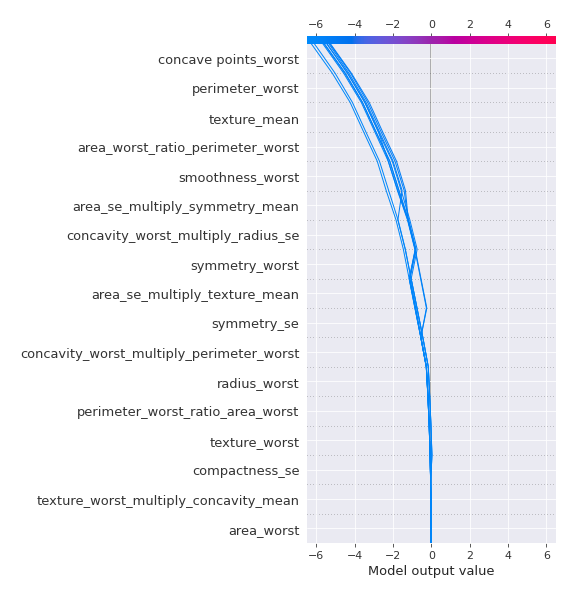 −6 −4 −2 0 2 4 6
concave points_worst
perimeter_worst
texture_mean
area_worst_ratio_perimeter_worst
smoothness_worst
area_se_multiply_symmetry_mean
concavity_worst_multiply_radius_se
symmetry_worst
area_se_multiply_texture_mean
symmetry_se
concavity_worst_multiply_perimeter_worst
radius_worst
perimeter_worst_ratio_area_worst
texture_worst
compactness_se
texture_worst_multiply_concavity_mean
area_worst
−6 −4 −2 0 2 4 6
Model output value